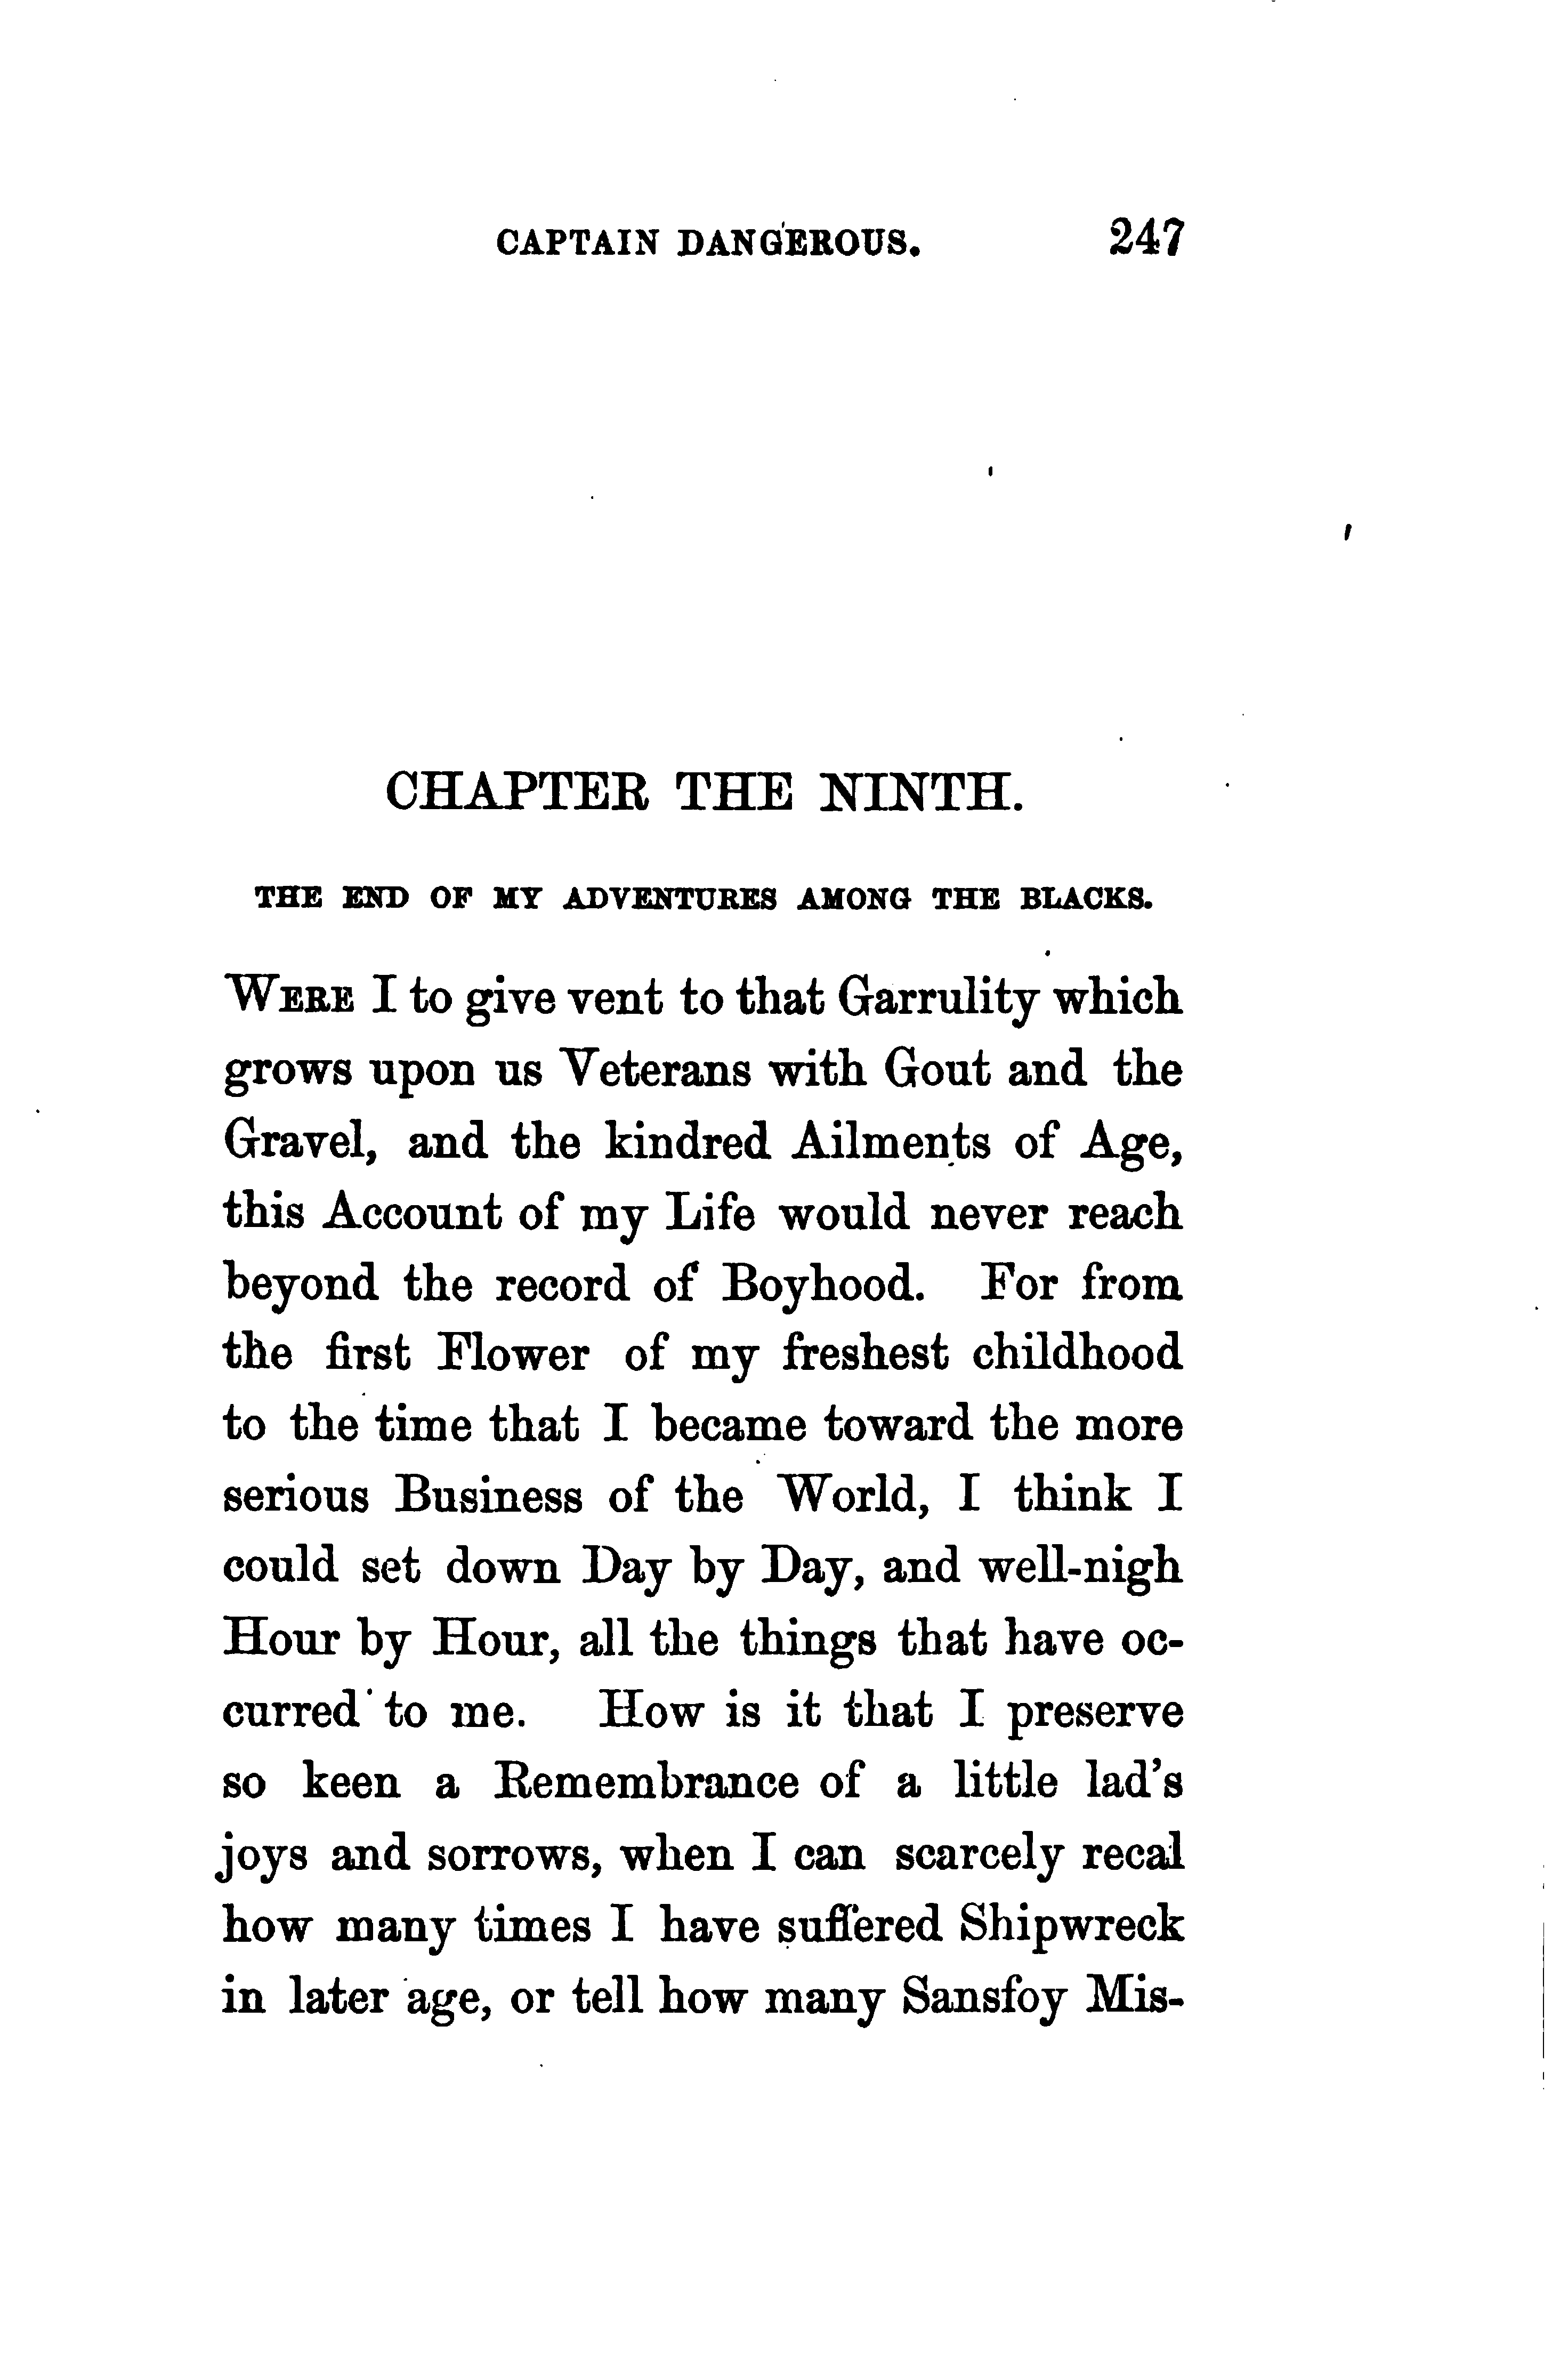 CAPTAIN DANGEROUS. 247
CHAPTER THE NINTH.
THE END OF MY ADVENTURES AMONG THE BLACKS.
WERE I to give vent to that Garrulity which
grows upon us Veterans with Gout and the
Gravel, and the kindred Ailments of Age,
this Account of my Life would never reach
beyond the record of Boyhood. For from
the first Flower of my freshest childhood
to the time that I became toward the more
serious Business of the World, I think I
could set down Day by Day, and well-nigh
Hour by Hour, all the things that have oc-
curred to me. How is it that I preserve
so keen a Remembrance of a little lad's
joys and sorrows, when I can scarcely recal
how many times I have suffered Shipwreck
in later age, or tell how many Sansfoy Mis-